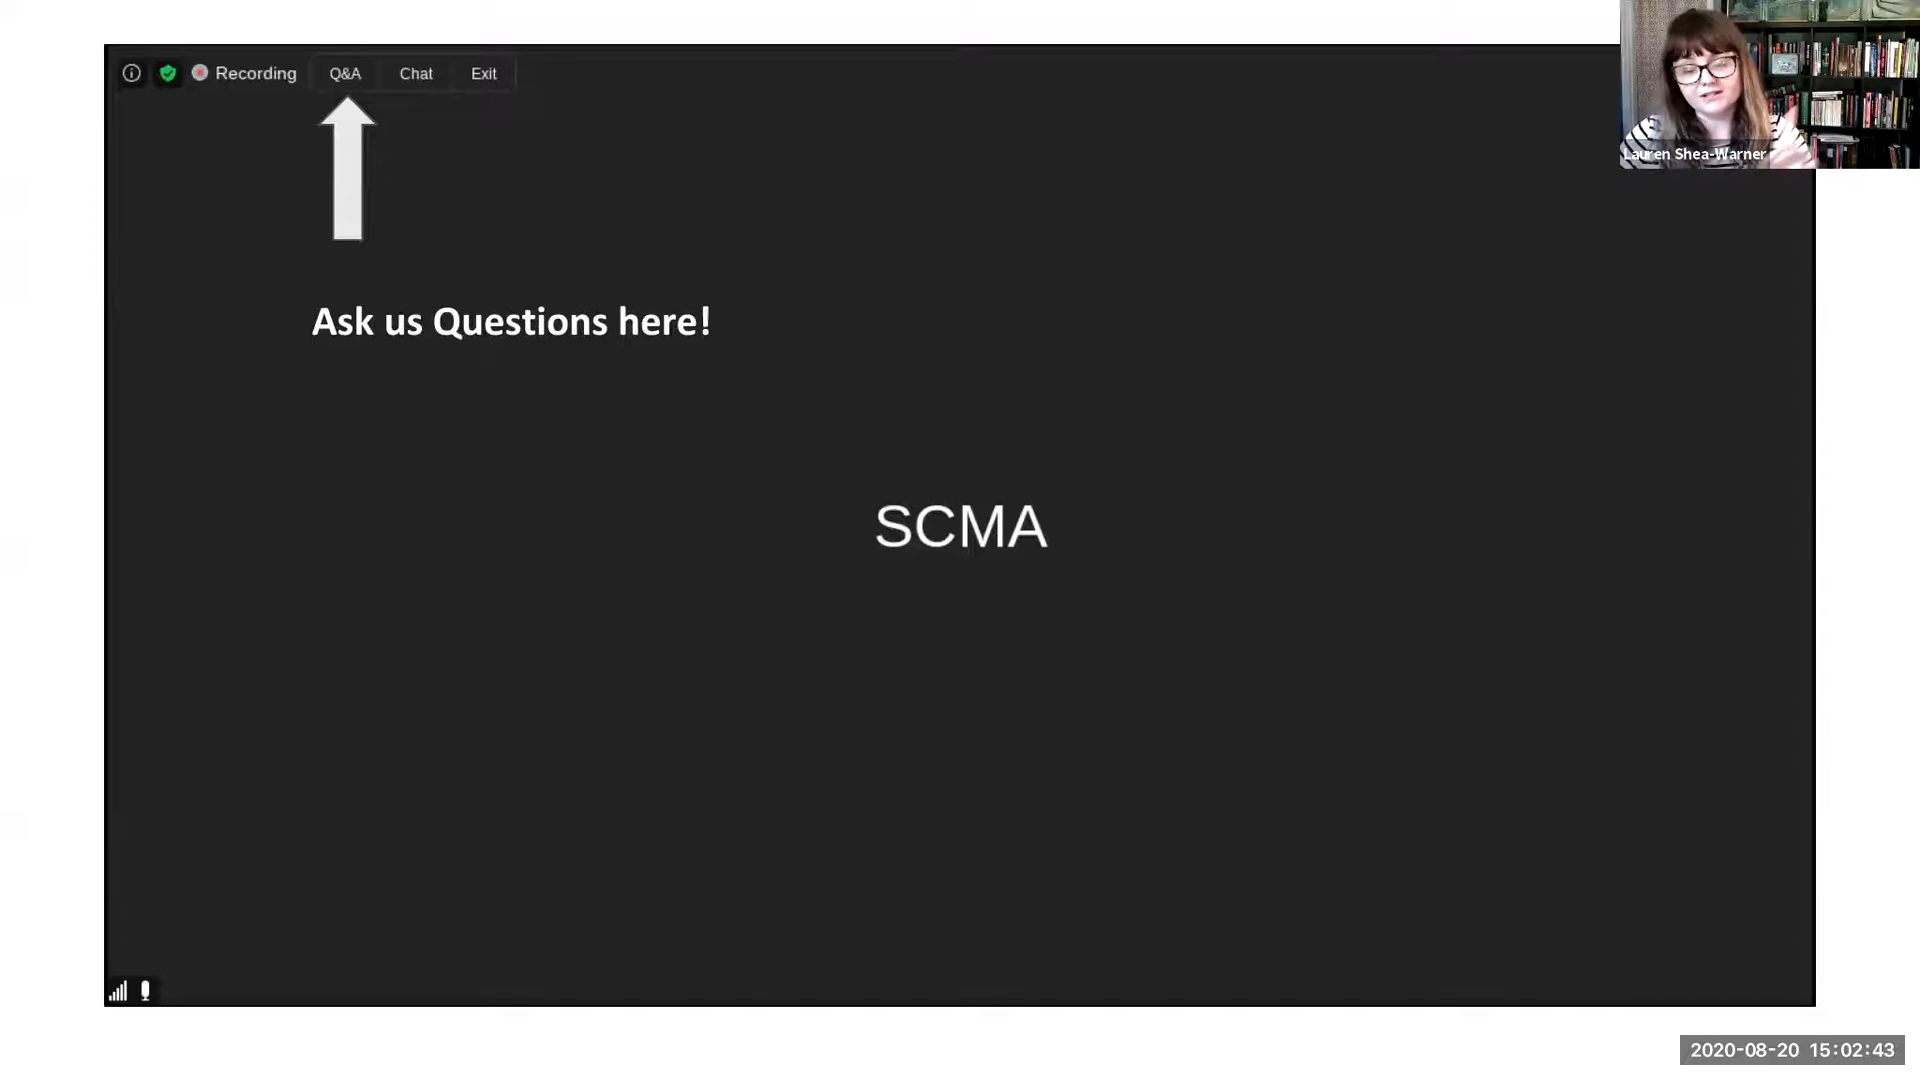 Recording Q&A Chat Exit
Lauren Shea-Warner
Ask us Questions here!
SCMA
2020-08-20 15:02:43